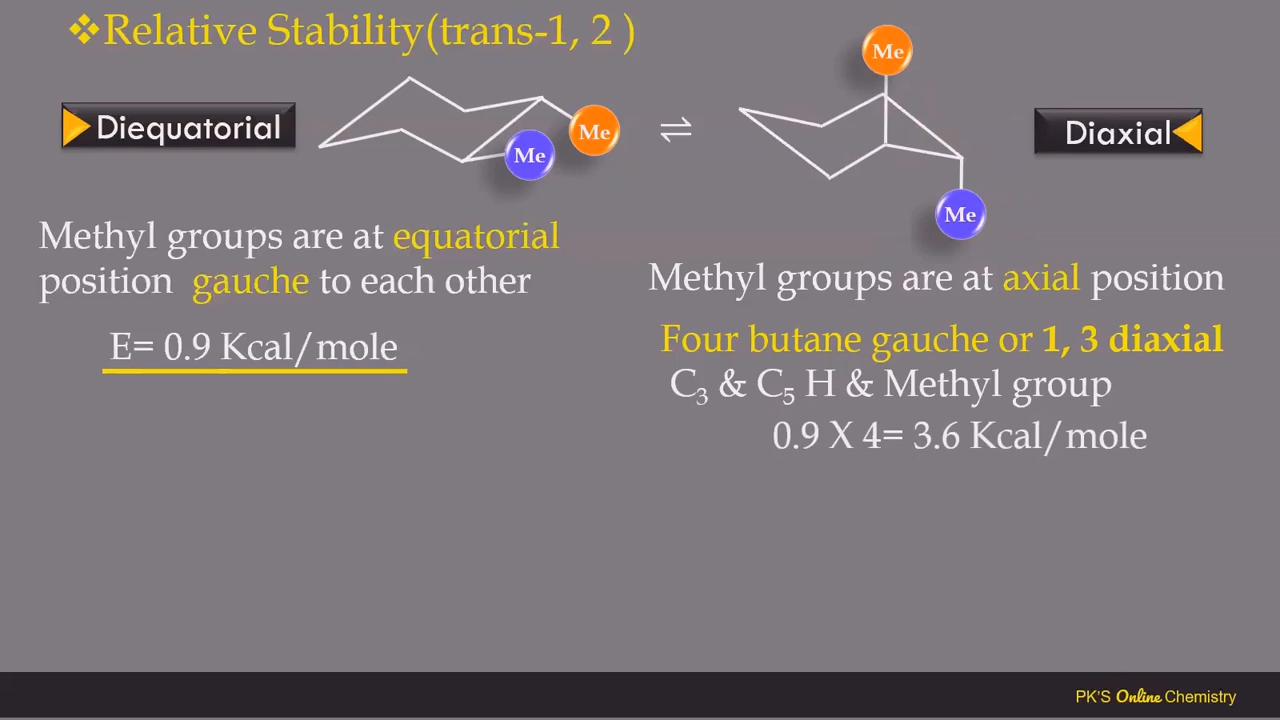 ❖Relative Stability(trans-1, 2 )
Diequatorial
Me
Me
⇌
Me
Me
Diaxial
Methyl groups are at equatorial
position gauche to each other
E= 0.9 Kcal/mole
Methyl groups are at axial position
Four butane gauche or 1, 3 diaxial
C₃ & C₅ H & Methyl group
0.9 X 4= 3.6 Kcal/mole
PK'S Online Chemistry